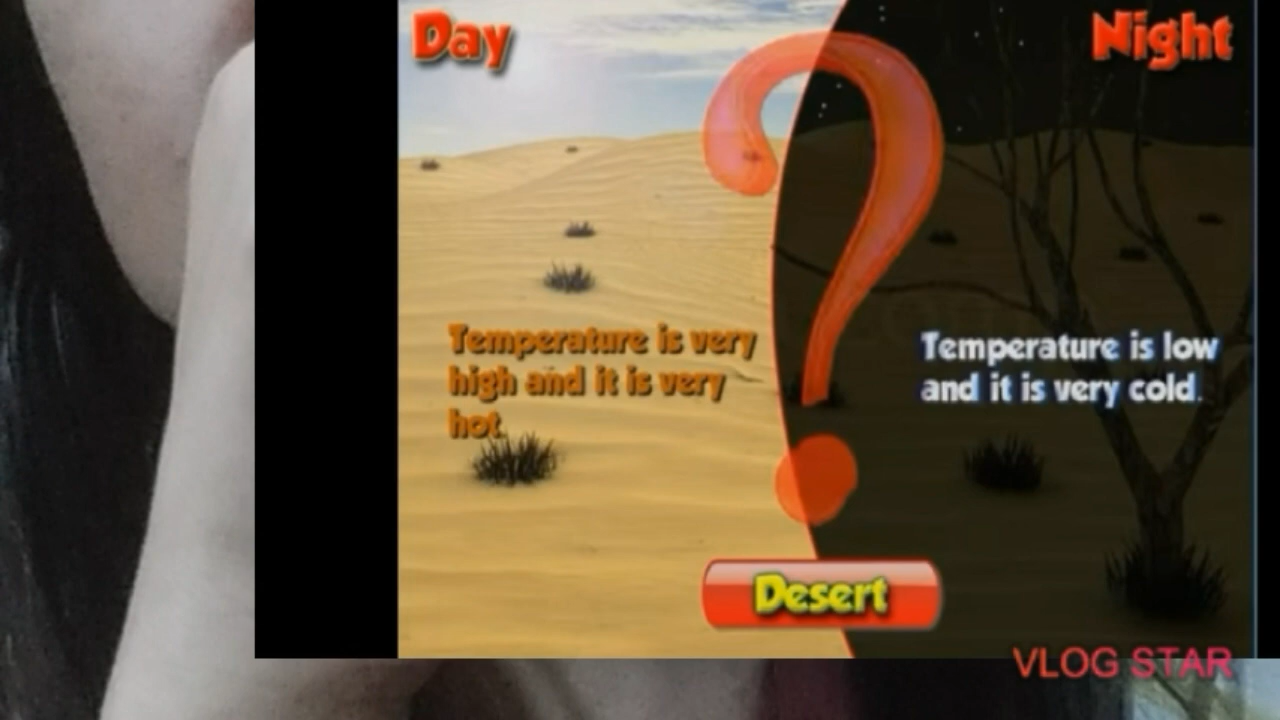 Day
Night
Temperature is very
high and it is very
hot.
Temperature is low
and it is very cold.
Desert
VLOG STAR